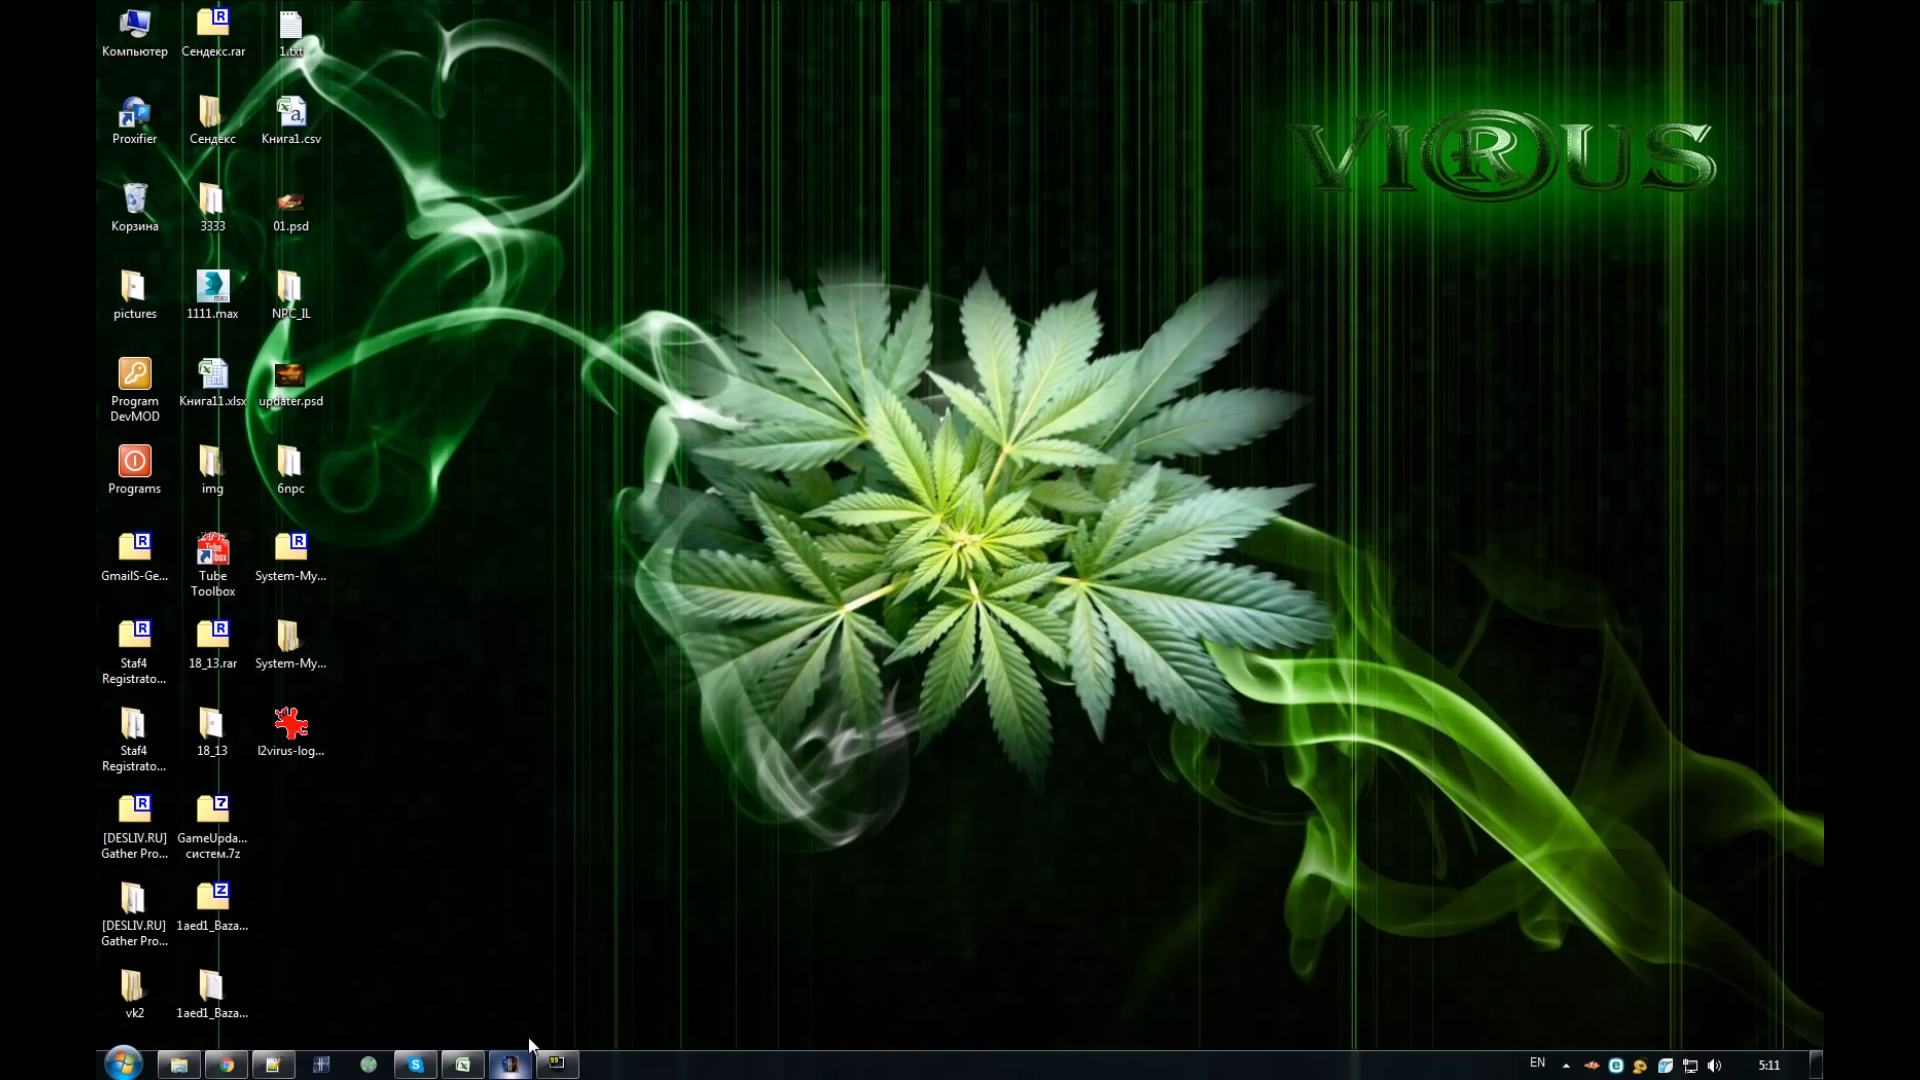 Компьютер
Сендекс.rar
1.txt
Proxifier
Сендекс
Книга1.csv
Корзина
3333
01.psd
pictures
1111.max
NPC_IL
Program
DevMOD
Книга11.xlsx
updater.psd
Programs
img
6npc
GmailS-Ge...
Tube
Toolbox
System-My...
Staf4
Registrato...
18_13.rar
System-My...
Staf4
Registrato...
18_13
l2virus-log...
[DESLIV.RU]
Gather Pro...
GameUpda...
систем.7z
[DESLIV.RU]
Gather Pro...
1aed1_Baza...
vk2
1aed1_Baza...
VIRUS
EN
5:11